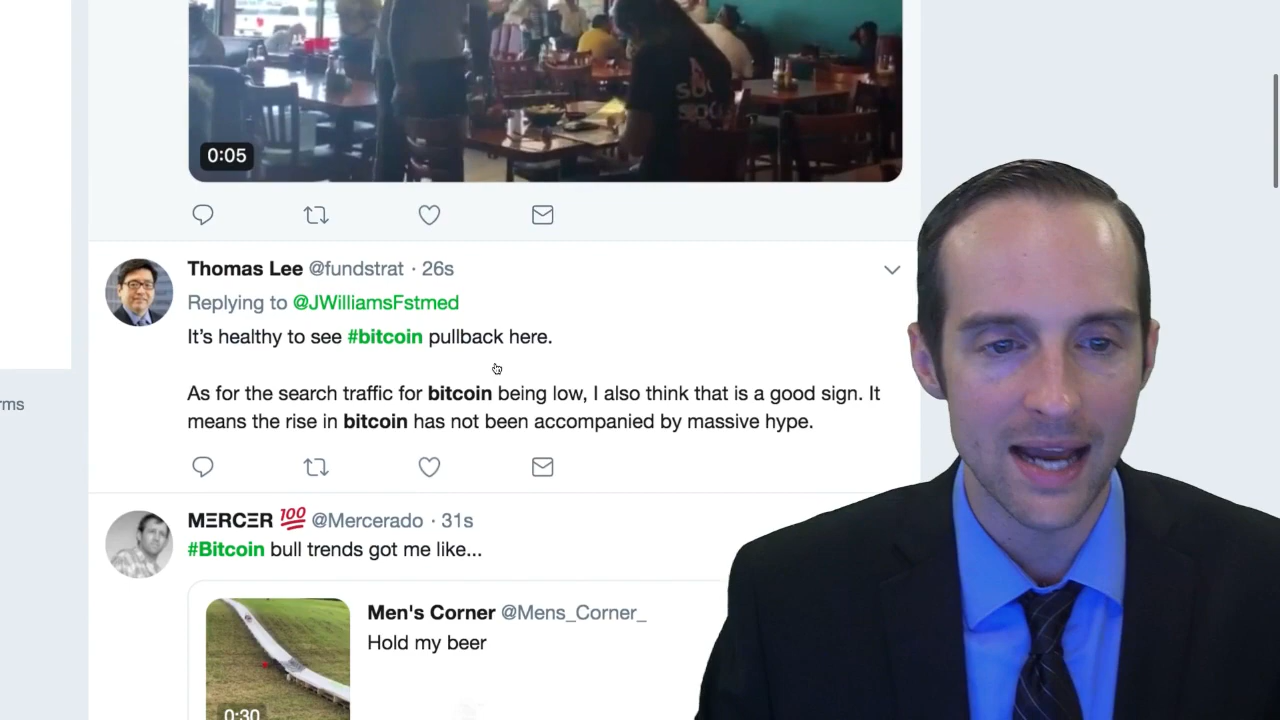 0:05
Thomas Lee @fundstrat · 26s
Replying to @JWilliamsFstmed
It's healthy to see #bitcoin pullback here.
As for the search traffic for bitcoin being low, I also think that is a good sign. It
means the rise in bitcoin has not been accompanied by massive hype.
rms
MΞRCΞR 💯 @Mercerado · 31s
#Bitcoin bull trends got me like...
Men's Corner @Mens_Corner_
Hold my beer
0:30